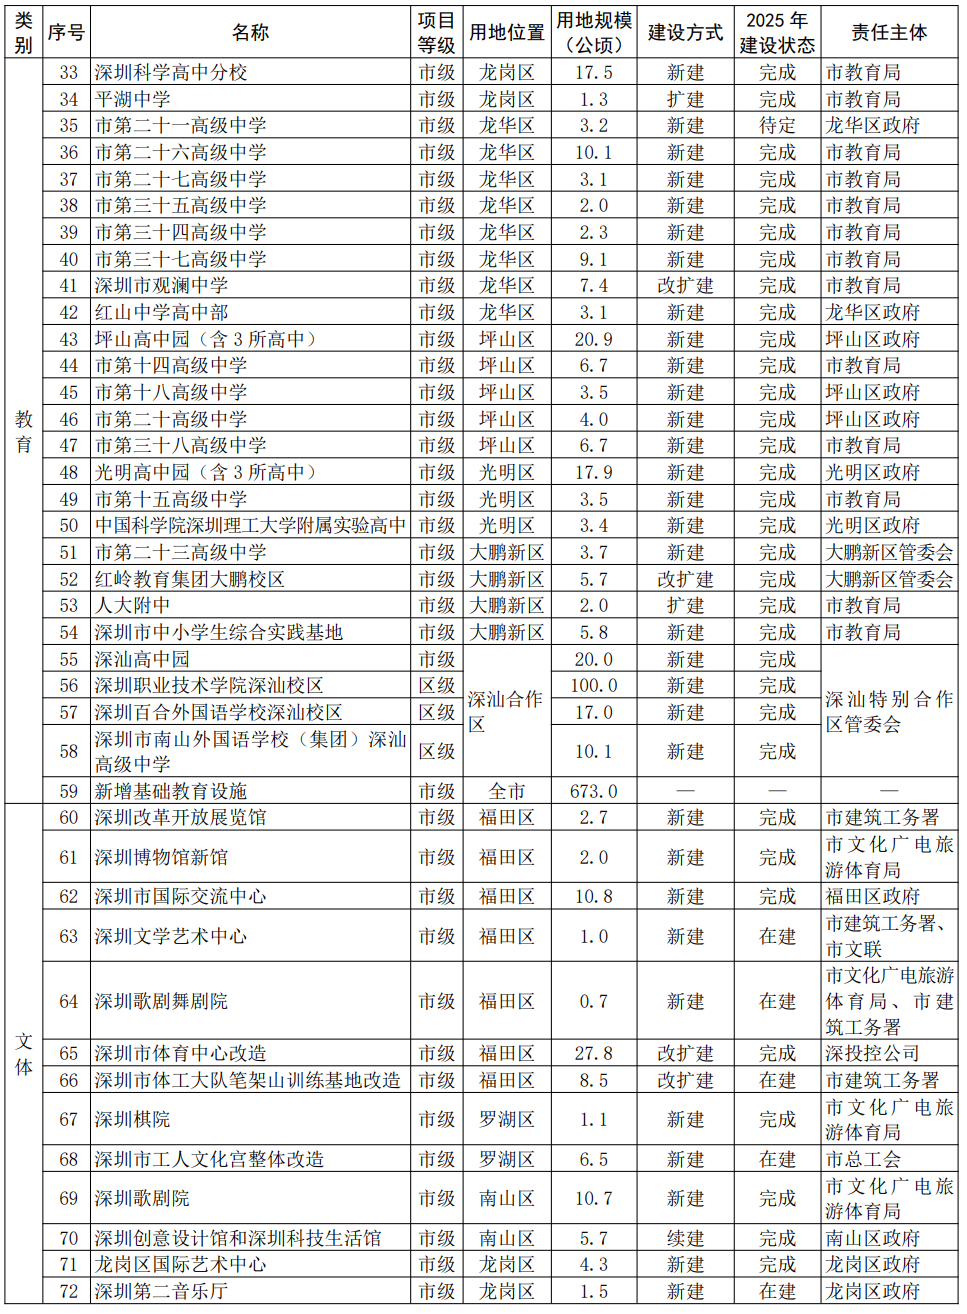 类别 序号 名称 项目等级 用地位置 用地规模（公顷） 建设方式 2025年建设状态 责任主体
教育
33 深圳科学高中分校 市级 龙岗区 17.5 新建 完成 市教育局
34 平湖中学 市级 龙岗区 1.3 扩建 完成 市教育局
35 市第二十一高级中学 市级 龙华区 3.2 新建 待定 龙华区政府
36 市第二十六高级中学 市级 龙华区 10.1 新建 完成 市教育局
37 市第二十七高级中学 市级 龙华区 3.1 新建 完成 市教育局
38 市第三十五高级中学 市级 龙华区 2.0 新建 完成 市教育局
39 市第三十四高级中学 市级 龙华区 2.3 新建 完成 市教育局
40 市第三十七高级中学 市级 龙华区 9.1 新建 完成 市教育局
41 深圳市观澜中学 市级 龙华区 7.4 改扩建 完成 市教育局
42 红山中学高中部 市级 龙华区 3.1 新建 完成 龙华区政府
43 坪山高中园（含3所高中） 市级 坪山区 20.9 新建 完成 坪山区政府
44 市第十四高级中学 市级 坪山区 6.7 新建 完成 市教育局
45 市第十八高级中学 市级 坪山区 3.5 新建 完成 坪山区政府
46 市第二十高级中学 市级 坪山区 4.0 新建 完成 坪山区政府
47 市第三十八高级中学 市级 坪山区 6.7 新建 完成 市教育局
48 光明高中园（含3所高中） 市级 光明区 17.9 新建 完成 光明区政府
49 市第十五高级中学 市级 光明区 3.5 新建 完成 市教育局
50 中国科学院深圳理工大学附属实验高中 市级 光明区 3.4 新建 完成 光明区政府
51 市第二十三高级中学 市级 大鹏新区 3.7 新建 完成 大鹏新区管委会
52 红岭教育集团大鹏校区 市级 大鹏新区 5.7 改扩建 完成 大鹏新区管委会
53 人大附中 市级 大鹏新区 2.0 扩建 完成 市教育局
54 深圳市中小学生综合实践基地 市级 大鹏新区 5.8 新建 完成 市教育局
55 深汕高中园 市级 深汕合作区 20.0 新建 完成 深汕特别合作区管委会
56 深圳职业技术学院深汕校区 区级 100.0 新建 完成
57 深圳百合外国语学校深汕校区 区级 17.0 新建 完成
58 深圳市南山外国语学校（集团）深汕高级中学 区级 10.1 新建 完成
59 新增基础教育设施 市级 全市 673.0 — — —
文体
60 深圳改革开放展览馆 市级 福田区 2.7 新建 完成 市建筑工务署
61 深圳博物馆新馆 市级 福田区 2.0 新建 完成 市文化广电旅游体育局
62 深圳市国际交流中心 市级 福田区 10.8 新建 完成 福田区政府
63 深圳文学艺术中心 市级 福田区 1.0 新建 在建 市建筑工务署、市文联
64 深圳歌剧舞剧院 市级 福田区 0.7 新建 在建 市文化广电旅游体育局、市建筑工务署
65 深圳市体育中心改造 市级 福田区 27.8 改扩建 完成 深投控公司
66 深圳市体工大队笔架山训练基地改造 市级 福田区 8.5 改扩建 在建 市建筑工务署
67 深圳棋院 市级 罗湖区 1.1 新建 完成 市文化广电旅游体育局
68 深圳市工人文化宫整体改造 市级 罗湖区 6.5 新建 在建 市总工会
69 深圳歌剧院 市级 南山区 10.7 新建 完成 市文化广电旅游体育局
70 深圳创意设计馆和深圳科技生活馆 市级 南山区 5.7 续建 完成 南山区政府
71 龙岗区国际艺术中心 市级 龙岗区 4.3 新建 完成 龙岗区政府
72 深圳第二音乐厅 市级 龙岗区 1.5 新建 在建 龙岗区政府